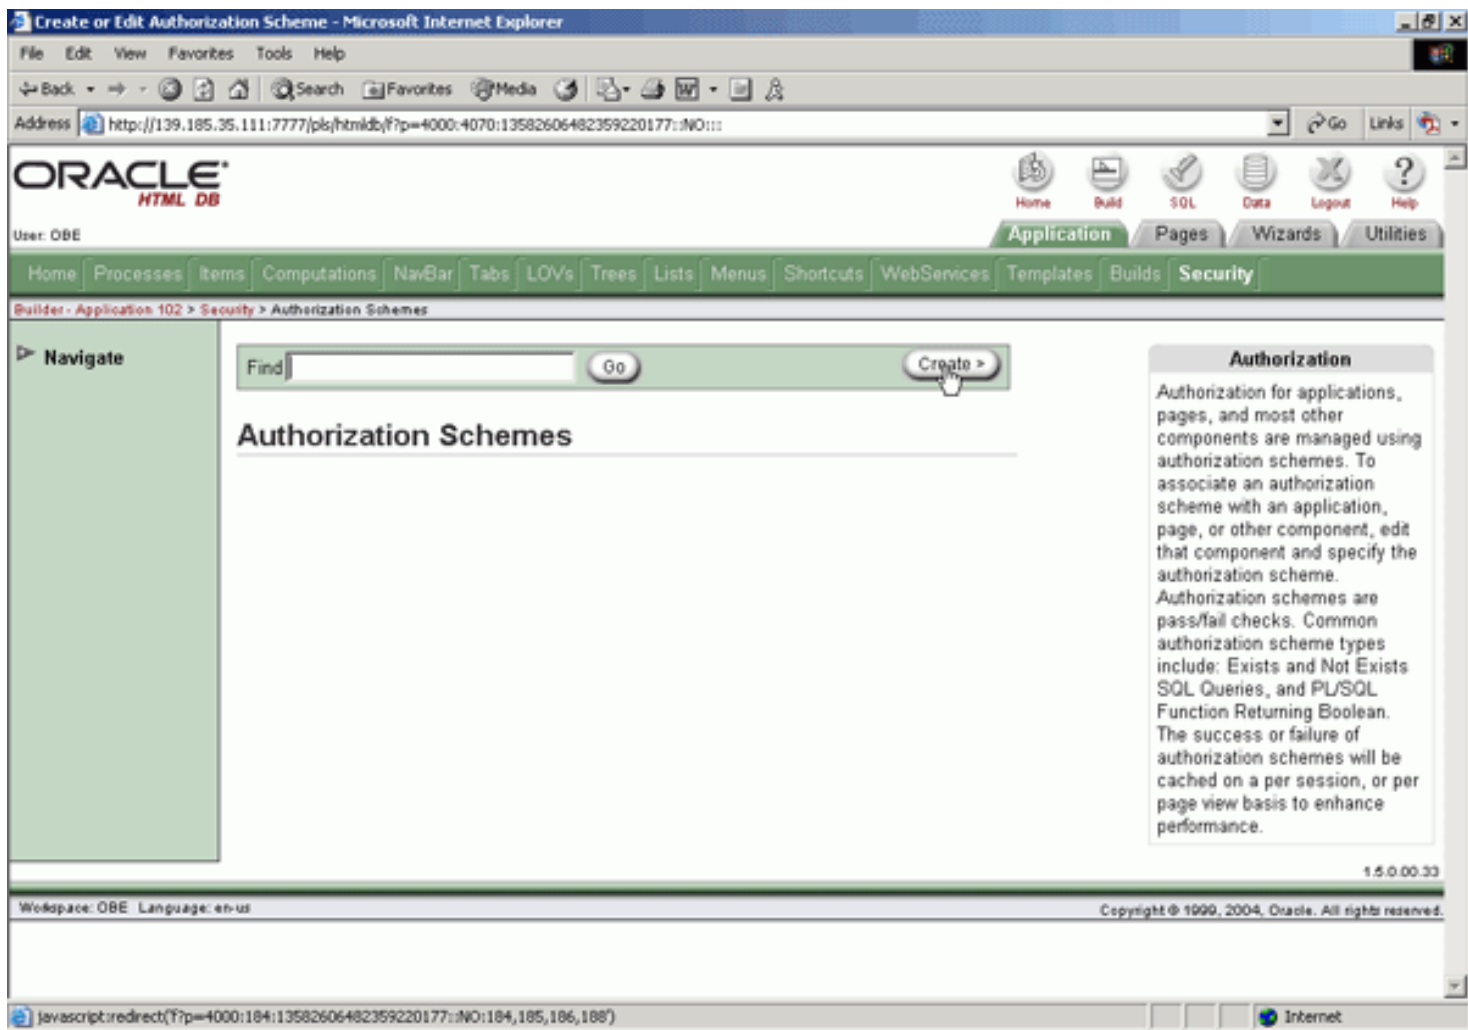 Create or Edit Authorization Scheme - Microsoft Internet Explorer
File Edit View Favorites Tools Help
Back Search Favorites Media
Address http://139.185.35.111:7777/pls/htmldb/f?p=4000:4070:13582606482359220177::NO:::
Go Links
ORACLE
HTML DB
Home Build SQL Data Logout Help
User: OBE
Application Pages Wizards Utilities
Home Processes Items Computations NavBar Tabs LOVs Trees Lists Menus Shortcuts WebServices Templates Builds Security
Builder - Application 102 > Security > Authorization Schemes
Navigate
Find Go Create >
Authorization Schemes
Authorization
Authorization for applications,
pages, and most other
components are managed using
authorization schemes. To
associate an authorization
scheme with an application,
page, or other component, edit
that component and specify the
authorization scheme.
Authorization schemes are
pass/fail checks. Common
authorization scheme types
include: Exists and Not Exists
SQL Queries, and PL/SQL
Function Returning Boolean.
The success or failure of
authorization schemes will be
cached on a per session, or per
page view basis to enhance
performance.
1.5.0.00.33
Workspace: OBE Language: en-us
Copyright © 1999, 2004, Oracle. All rights reserved.
javascript:redirect('f?p=4000:184:13582606482359220177::NO:184,185,186,188')
Internet